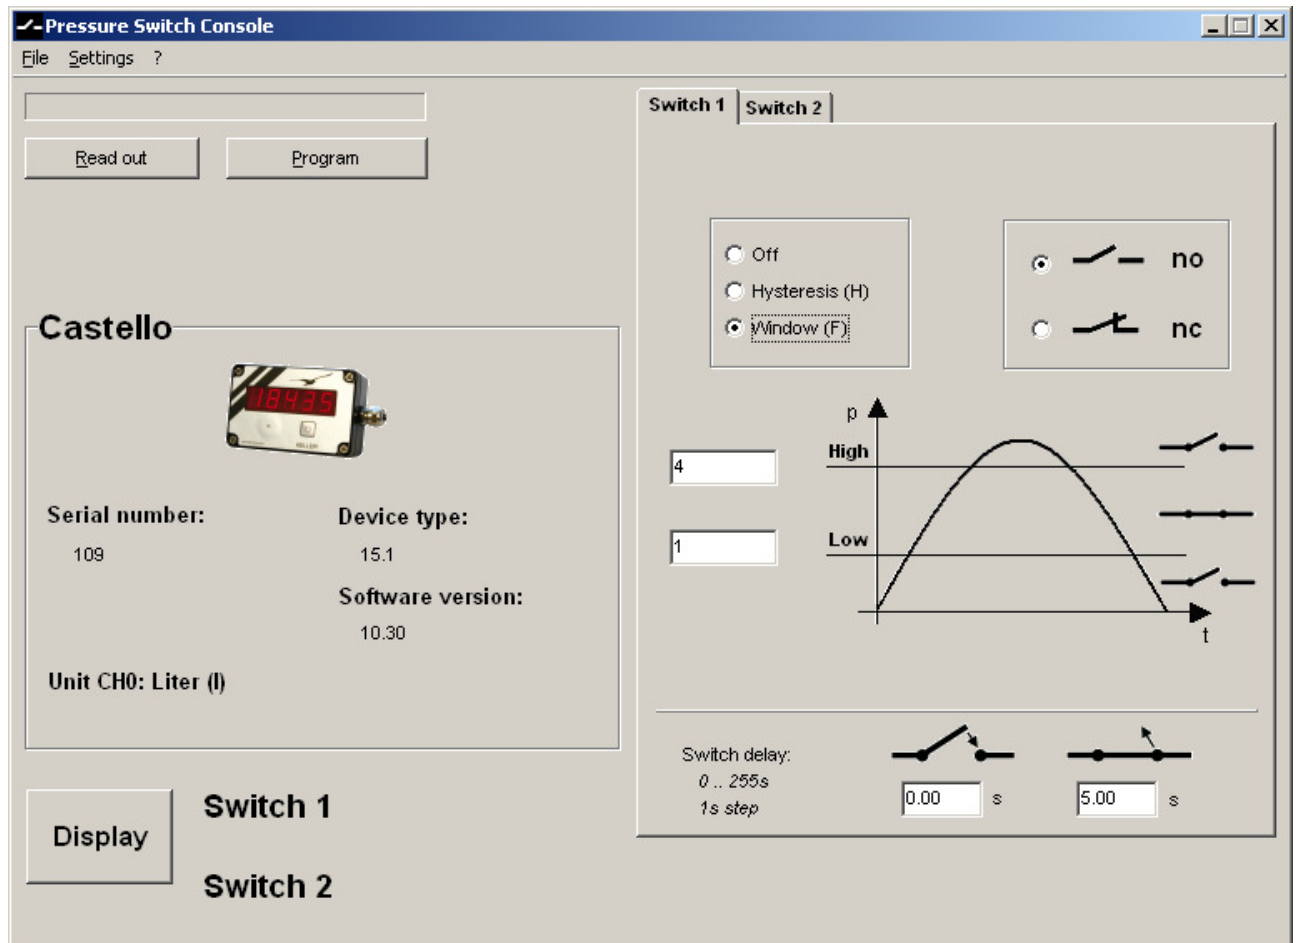 Pressure Switch Console
File Settings ?
Read out Program
Switch 1 Switch 2
Off
Hysteresis (H)
Window (F)
no
nc
Castello
18435
KELLER
Serial number: Device type:
109 15.1
Software version:
10.30
Unit CH0: Liter (l)
p
High
4
Low
1
t
Switch delay:
0 .. 255s
1s step
0.00 s 5.00 s
Display
Switch 1
Switch 2